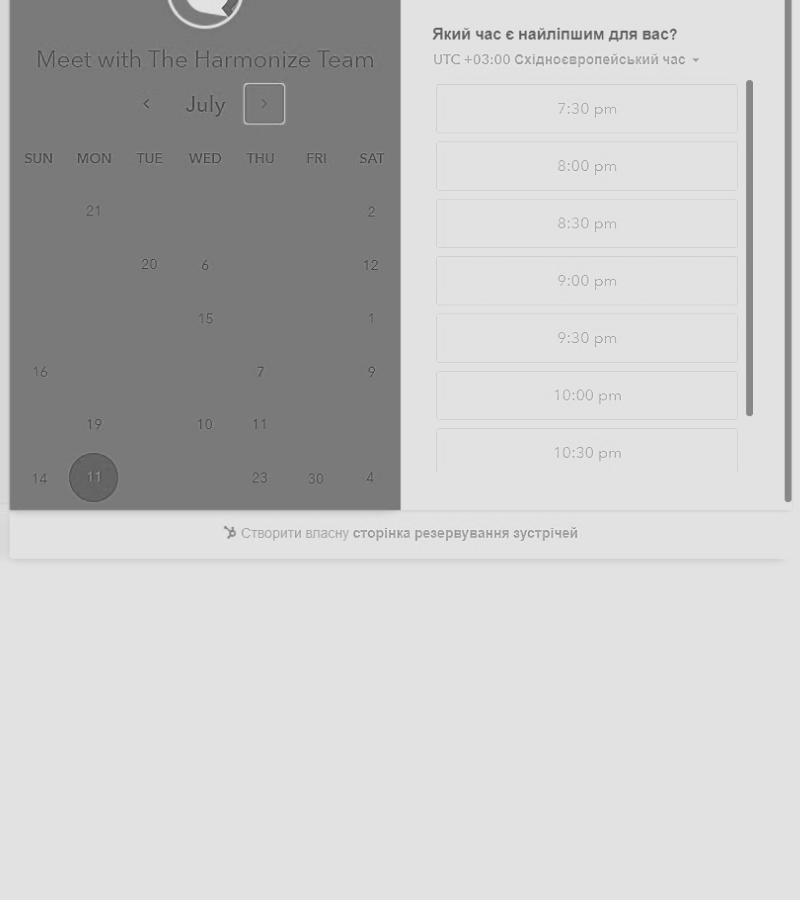 Meet with The Harmonize Team
July
SUN MON TUE WED THU FRI SAT
21 2
20 6 12
15 1
16 7 9
19 10 11
14 11 23 30 4
Який час є найліпшим для вас?
UTC +03:00 Східноєвропейський час
7:30 pm
8:00 pm
8:30 pm
9:00 pm
9:30 pm
10:00 pm
10:30 pm
Створити власну сторінка резервування зустрічей